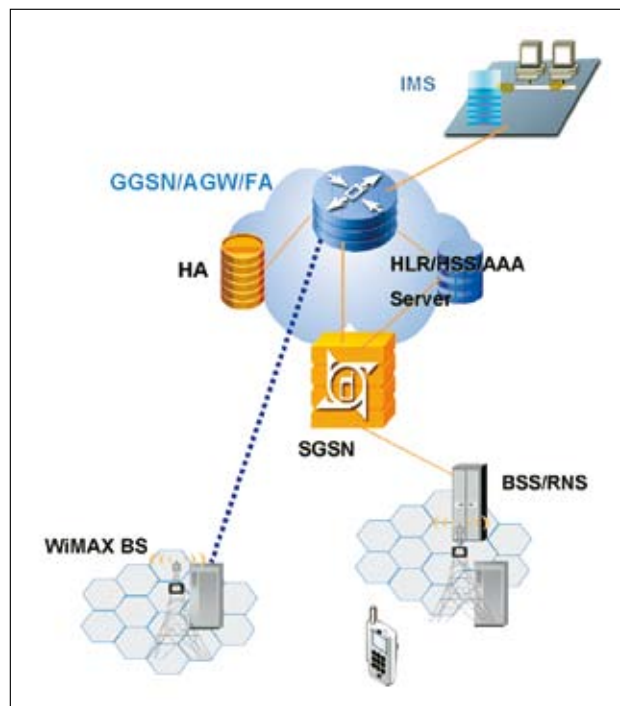 IMS
GGSN/AGW/FA
HA
HLR/HSS/AAA
Server
SGSN
BSS/RNS
WiMAX BS